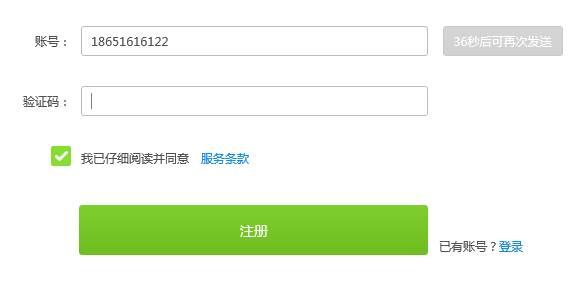 账号： 18651616122 36秒后可再次发送
验证码：
我已仔细阅读并同意 服务条款
注册
已有账号？登录